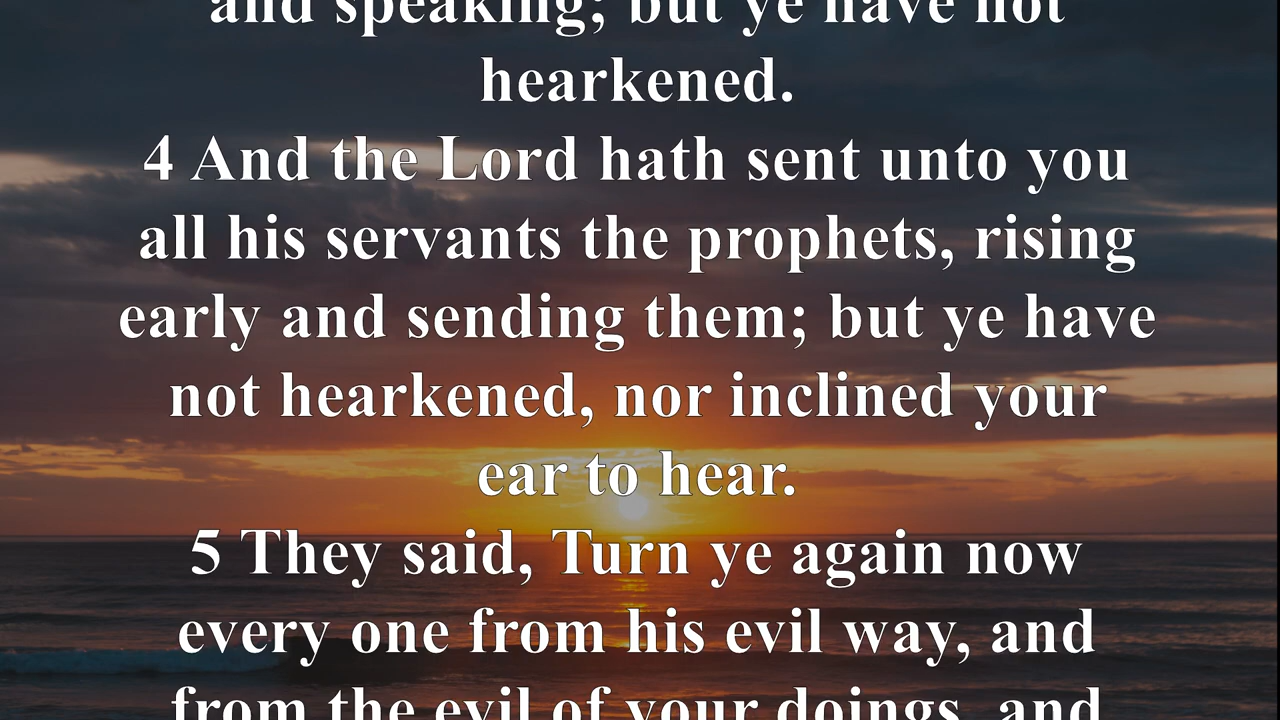 and speaking; but ye have not
hearkened.
4 And the Lord hath sent unto you
all his servants the prophets, rising
early and sending them; but ye have
not hearkened, nor inclined your
ear to hear.
5 They said, Turn ye again now
every one from his evil way, and
from the evil of your doings, and